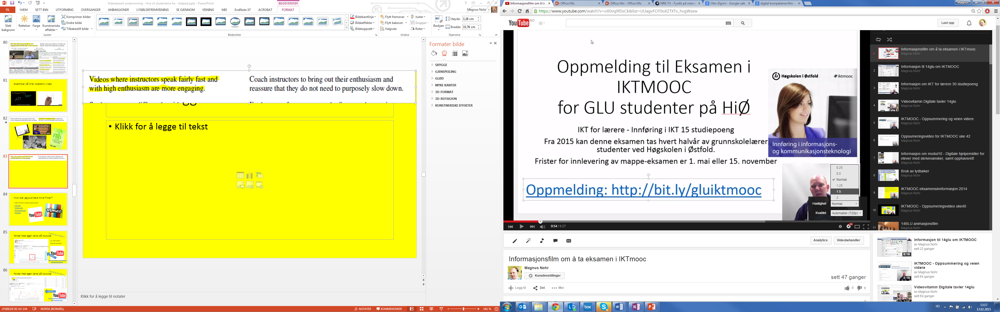 Videobasert undervisning - Hva vil studentene ha - statped.pptx - PowerPoint
BILDEVERKTØY
FIL HJEM SETT INN UTFORMING OVERGANGER ANIMASJONER LYSBILDEFREMVISNING SE GJENNOM VISNING MIX EndNote X7 ACROBAT FORMAT
Magnus Nohr
Slett bakgrunn
Rettelser
Farge
Kunstneriske effekter
Komprimer bilder
Endre bilde
Tilbakestill bilde
Juster
Bildestiler
Bildekantlinje
Bildeeffekter
Bildeoppsett
Flytt fremover
Flytt bakover
Valgrute
Juster
Grupper
Roter
Ordne
Beskjær
Høyde: 3,28 cm
Bredde: 33,76 cm
Størrelse
80
81
Eksempler på Khan Academy Video
82
83
84
Hvor skal jeg publisere mine filmer?
YouTube
vimeo
85
Fordel med egen kanal på Youtube
Learning analytics
YouTube
86
Fordel med egen kanal på Youtube
Learning analytics
YouTube
Videos where instructors speak fairly fast and
with high enthusiasm are more engaging.
Coach instructors to bring out their enthusiasm and
reassure that they do not need to purposely slow down.
• Klikk for å legge til tekst
Klikk for å legge til notater
Formater bilde
SKYGGE
GJENSPEILING
GLØD
MYKE KANTER
3D-FORMAT
3D-ROTASJON
KUNSTNERISKE EFFEKTER
LYSBILDE 83 AV 144
NORSK (BOKMÅL)
NOTATER
KOMMENTARER
101 %
Informasjonsfilm om å ta
Office Mix
Office Mix - Office Mix
NRK TV - Fysikk på rotero
Otto Øgrim - Google-søk
digital kompetanse film -
Magnus
https://www.youtube.com/watch?v=oX0vq9fDsCk&list=UUagvFOT0oXZTXTv_hvgWzew
YouTube NO
Last opp
Oppmelding til Eksamen i
IKTMOOC
for GLU studenter på HiØ
IKT for lærere - Innføring i IKT 15 studiepoeng
Fra 2015 kan denne eksamen tas hvert halvår av grunnskolelærer
studenter ved Høgskolen i Østfold.
Frister for innlevering av mappe-eksamen er 1. mai eller 15. november
Oppmelding: http://bit.ly/gluiktmooc
Høgskolen i Østfold
#iktmooc
Innføring i informasjons-
og kommunikasjonsteknologi
0.25
0.5
Normal
1.25
1.5
2
Hastighet Normal
Kvalitet Automatisk (720p)
0:54 / 9:27
HD
Informasjonsfilm om å ta eksamen i IKTmooc
Magnus Nohr
2
Informasjon til 14glu om IKTMOOC
Magnus Nohr
3
Informasjon om IKT for lærere 30 studiepoeng
Magnus Nohr
4
Videovitamin Digitale tavler 14glu
Magnus Nohr
5
IKTMOOC - Oppsummering og veien videre
Magnus Nohr
6
Oppsumeringsvideo for IKTMOOC uke 42
Magnus Nohr
7
Informasjon om modul10 - Digitale hjelpemidler for
elever med skrivevansker, samt opphavsrett
Magnus Nohr
8
Bruk av lydbøker
Magnus Nohr
9
IKTMOOC eksamensinnformasjon 2014
Magnus Nohr
10
IKTMOOC - Oppsumeringsvideo uke40
Magnus Nohr
11
14BLU animasjonsfilm
Magnus Nohr
Analytics
Videobehandler
Informasjonsfilm om å ta eksamen i IKTmooc
Magnus Nohr
Kanalinnstillinger
sett 47 ganger
Legg til
Del
Mer
0
0
Informasjon til 14glu om IKTMOOC
av Magnus Nohr
sett 22 ganger
8:18
IKTMOOC - Oppsummering og veien
videre
av Magnus Nohr
sett 84 ganger
8:16
Videovitamin Digitale tavler 14glu
av Magnus Nohr
sett 69 ganger
NO
13:17
13.02.2015